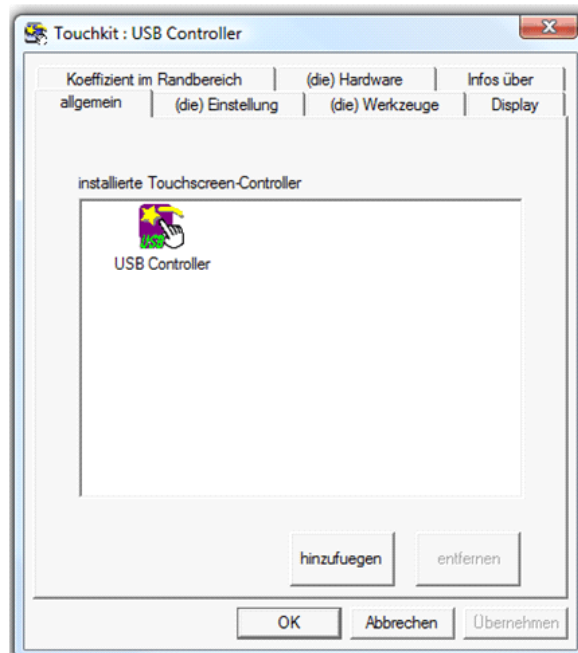 Touchkit : USB Controller
Koeffizient im Randbereich (die) Hardware Infos über
allgemein (die) Einstellung (die) Werkzeuge Display
installierte Touchscreen-Controller
USB
USB Controller
hinzufuegen entfernen
OK Abbrechen Übernehmen